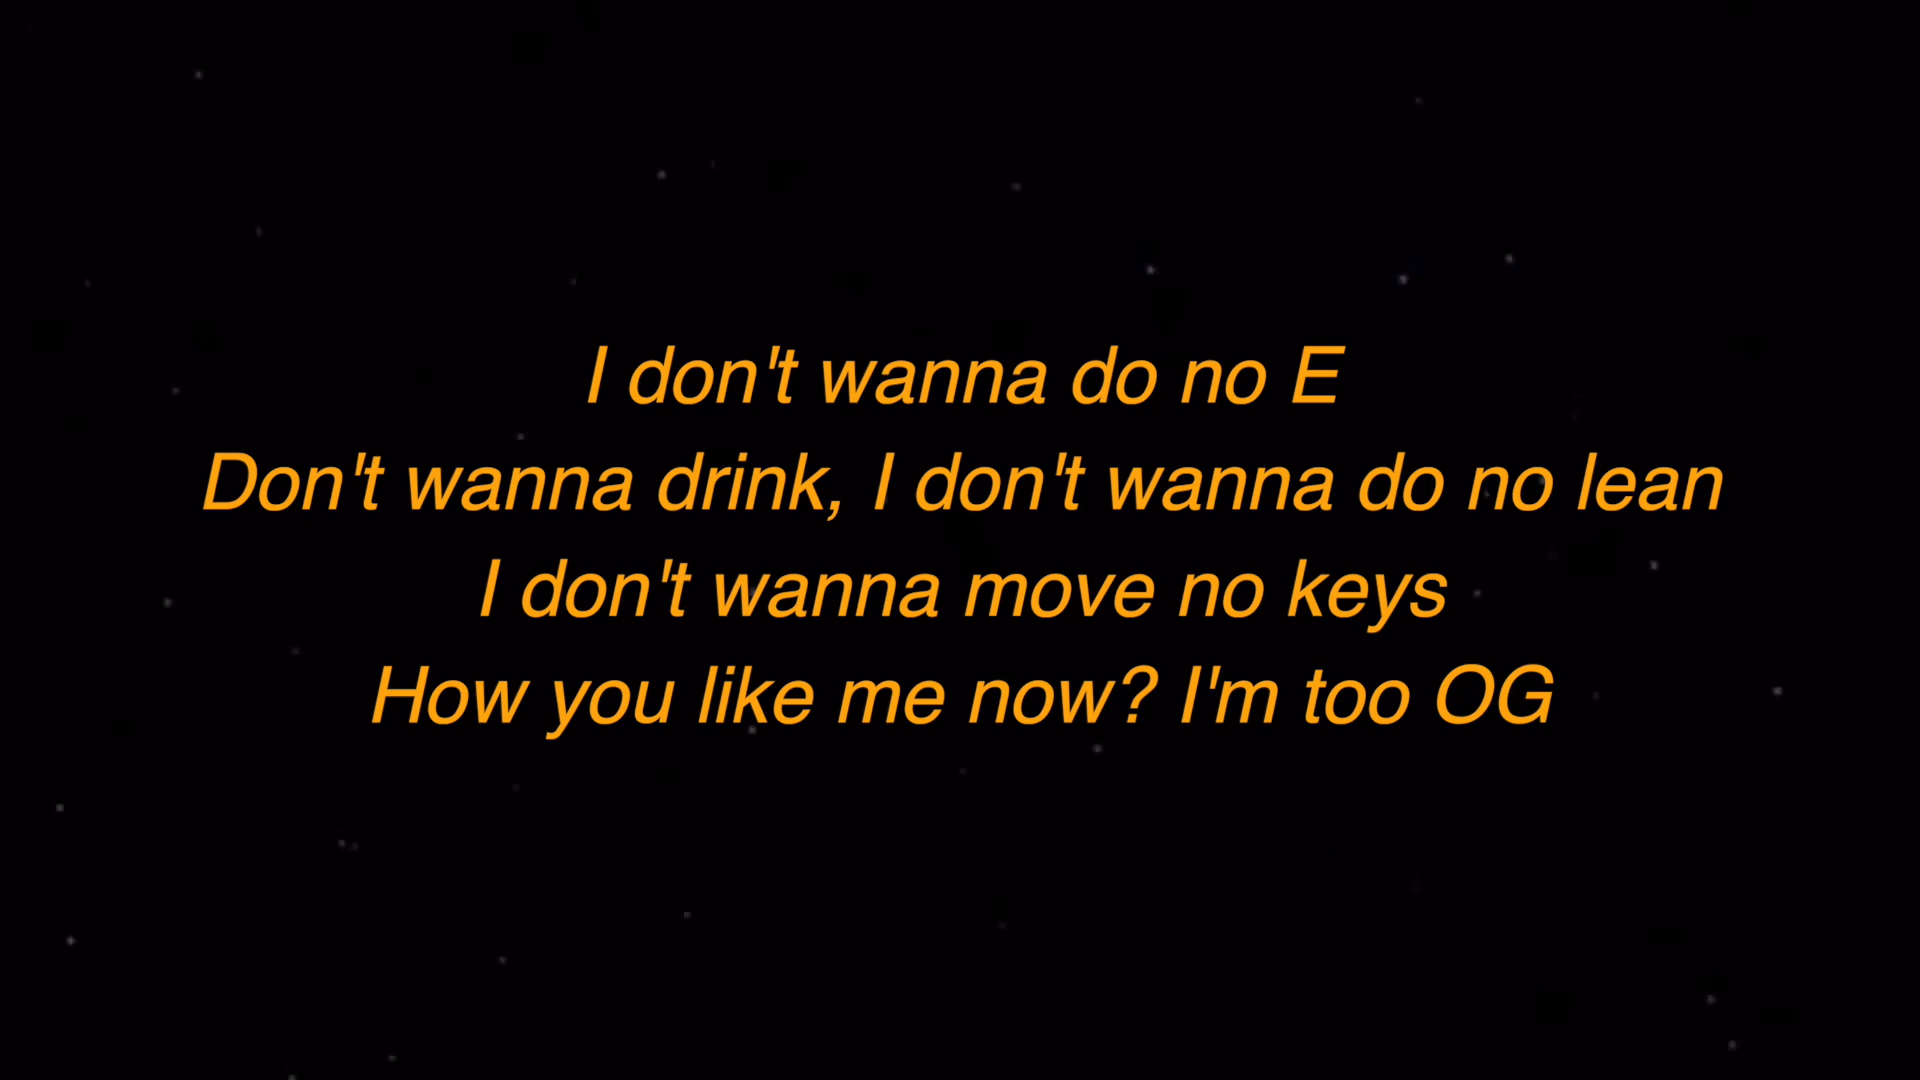 I don't wanna do no E
Don't wanna drink, I don't wanna do no lean
I don't wanna move no keys
How you like me now? I'm too OG